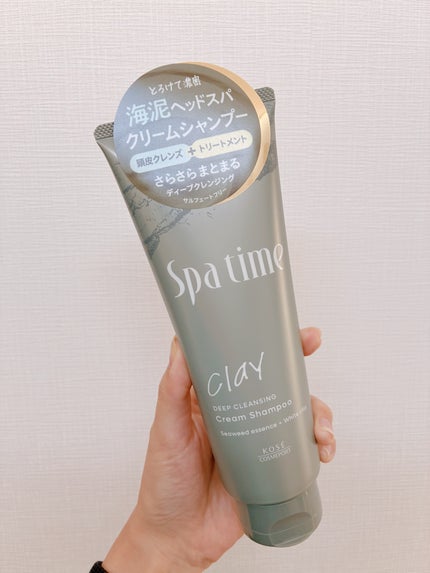 とろけて濃密
海泥ヘッドスパ
クリームシャンプー
頭皮クレンズ + トリートメント
さらさらまとまる
ディープクレンジング
サルフェートフリー
Spa time
Clay
DEEP CLEANSING
Cream Shampoo
Seaweed essence + White clay
KOSÉ
COSMEPORT